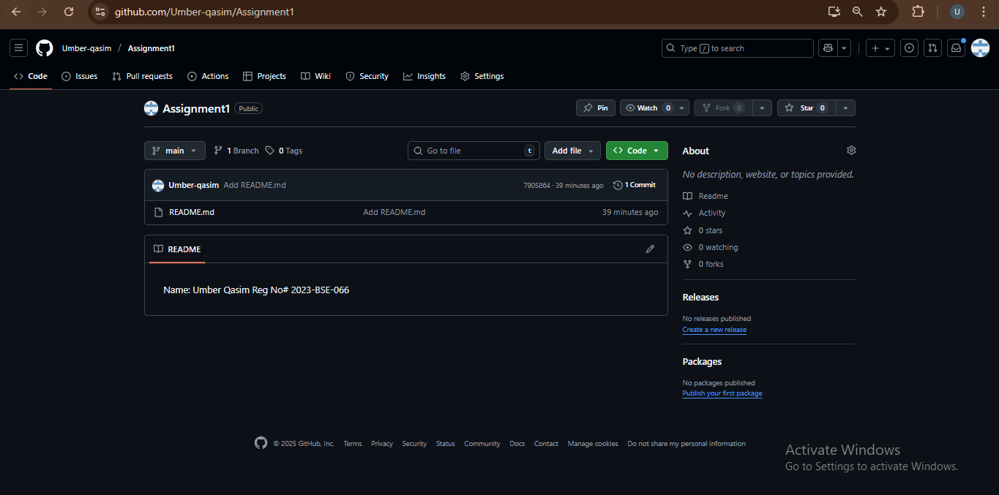 github.com/Umber-qasim/Assignment1
Umber-qasim / Assignment1
Type / to search
Code Issues Pull requests Actions Projects Wiki Security Insights Settings
Assignment1 Public
Pin Watch 0 Fork 0 Star 0
main 1 Branch 0 Tags Go to file t Add file Code
Umber-qasim Add README.md 7905864 · 39 minutes ago 1 Commit
README.md Add README.md 39 minutes ago
README
Name: Umber Qasim Reg No# 2023-BSE-066
About
No description, website, or topics provided.
Readme
Activity
0 stars
0 watching
0 forks
Releases
No releases published
Create a new release
Packages
No packages published
Publish your first package
© 2025 GitHub, Inc. Terms Privacy Security Status Community Docs Contact Manage cookies Do not share my personal information
Activate Windows
Go to Settings to activate Windows.
U